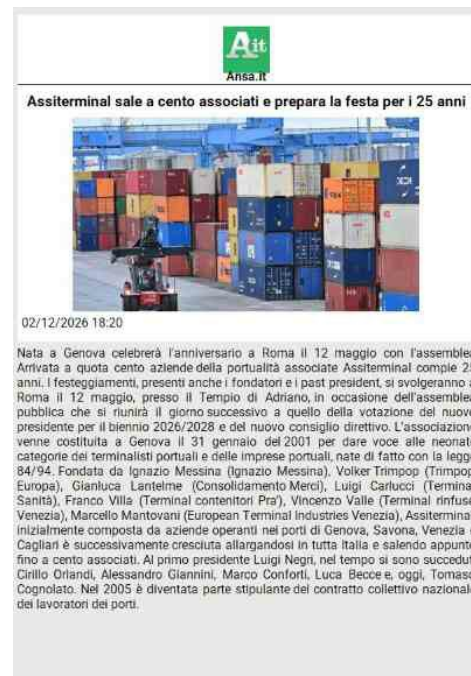 Ait
Ansa.it
Assiterminal sale a cento associati e prepara la festa per i 25 anni
02/12/2026 18:20
Nata a Genova celebrerà l'anniversario a Roma il 12 maggio con l'assemblea
Arrivata a quota cento aziende della portualità associate Assiterminal compie 25
anni. I festeggiamenti, presenti anche i fondatori e i past president, si svolgeranno a
Roma il 12 maggio, presso il Tempio di Adriano, in occasione dell'assemblea
pubblica che si riunirà il giorno successivo a quello della votazione del nuovo
presidente per il biennio 2026/2028 e del nuovo consiglio direttivo. L'associazione
venne costituita a Genova il 31 gennaio del 2001 per dare voce alle neonate
categorie dei terminalisti portuali e delle imprese portuali, nate di fatto con la legge
84/94. Fondata da Ignazio Messina (Ignazio Messina), Volker Trimpop (Trimpop
Europa), Gianluca Lantelme (Consolidamento Merci), Luigi Carlucci (Terminal
Sanità), Franco Villa (Terminal contenitori Pra'), Vincenzo Valle (Terminal rinfuse
Venezia), Marcello Mantovani (European Terminal Industries Venezia), Assiterminal
inizialmente composta da aziende operanti nei porti di Genova, Savona, Venezia e
Cagliari è successivamente cresciuta allargandosi in tutta Italia e salendo appunto
fino a cento associati. Al primo presidente Luigi Negri, nel tempo si sono succeduti
Cirillo Orlandi, Alessandro Giannini, Marco Conforti, Luca Becce e, oggi, Tomaso
Cognolato. Nel 2005 è diventata parte stipulante del contratto collettivo nazionale
dei lavoratori dei porti.